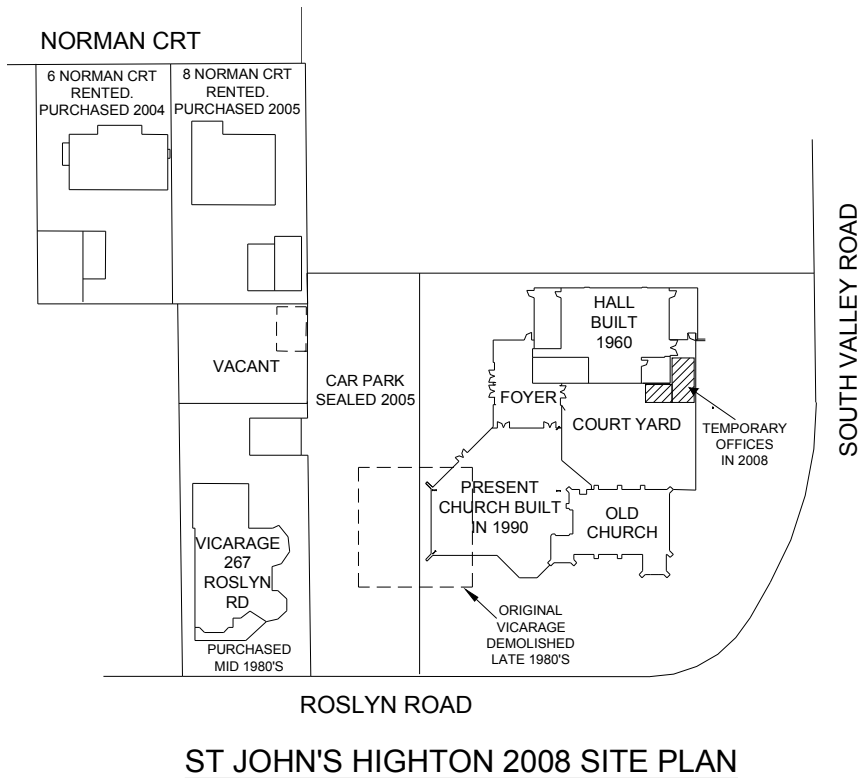 NORMAN CRT
6 NORMAN CRT
RENTED.
PURCHASED 2004
8 NORMAN CRT
RENTED.
PURCHASED 2005
SOUTH VALLEY ROAD
HALL
BUILT
1960
VACANT
CAR PARK
SEALED 2005
FOYER
COURT YARD
TEMPORARY
OFFICES
IN 2008
PRESENT
CHURCH BUILT
IN 1990
OLD
CHURCH
VICARAGE
267
ROSLYN
RD
PURCHASED
MID 1980'S
ORIGINAL
VICARAGE
DEMOLISHED
LATE 1980'S
ROSLYN ROAD
ST JOHN'S HIGHTON 2008 SITE PLAN